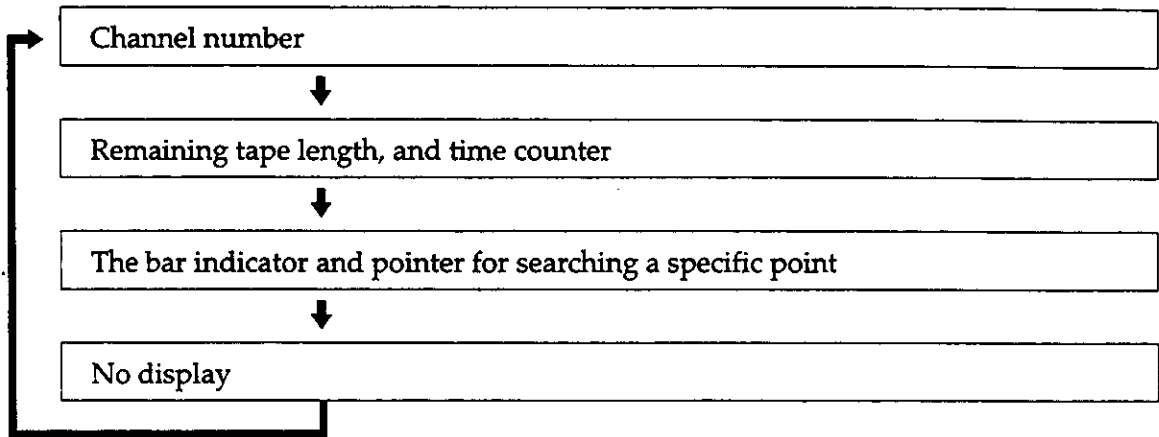 Channel number
Remaining tape length, and time counter
The bar indicator and pointer for searching a specific point
No display